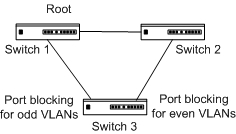 Root
Switch 1
Switch 2
Port blocking
for odd VLANs
Port blocking
for even VLANs
Switch 3